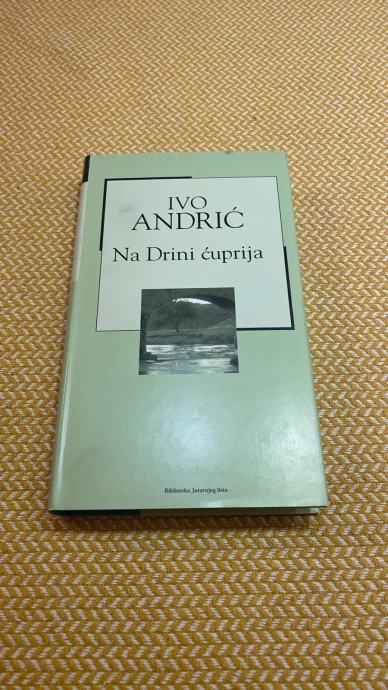 IVO
ANDRIĆ
Na Drini ćuprija
Biblioteka Jutarnjeg lista